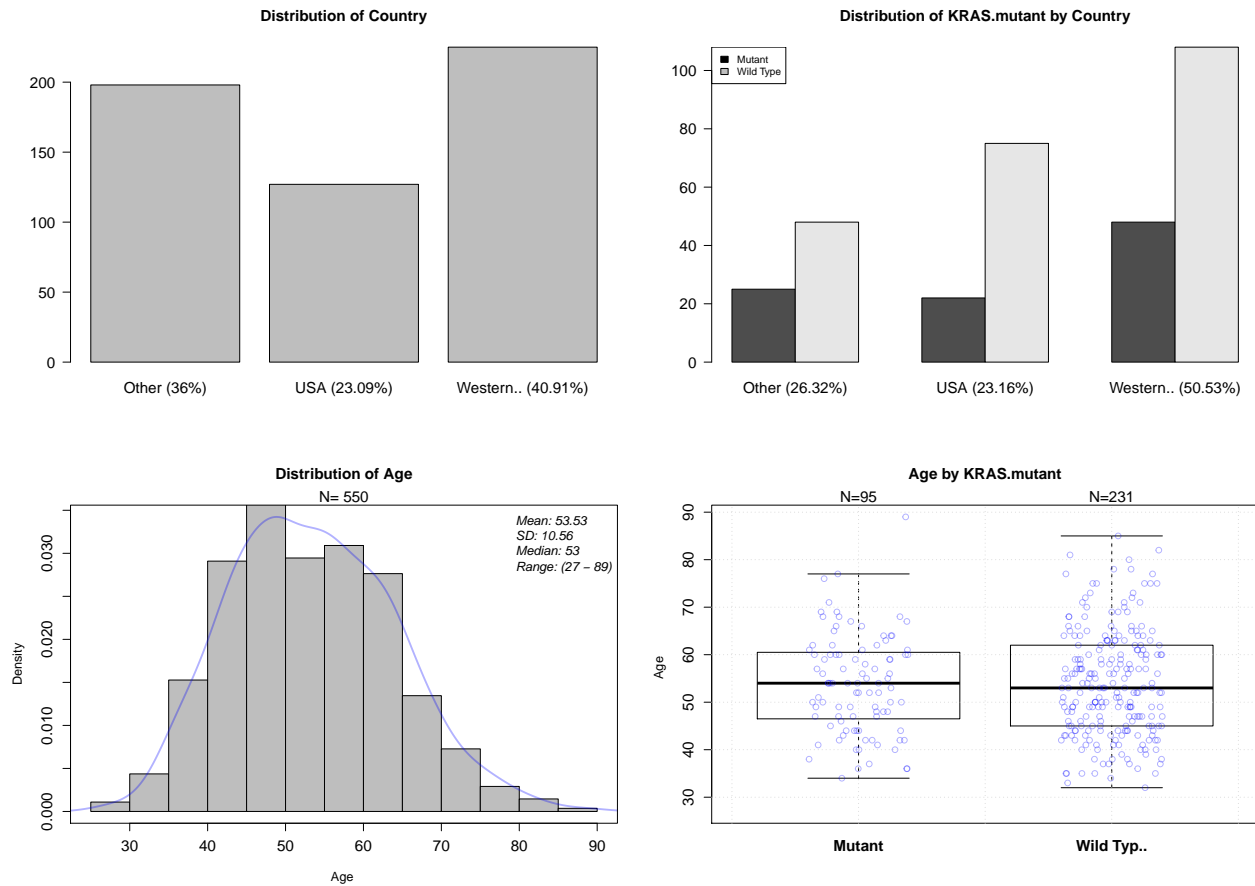 Distribution of Country
200
150
100
50
0
Other (36%)
USA (23.09%)
Western.. (40.91%)
Distribution of KRAS.mutant by Country
Mutant
Wild Type
100
80
60
40
20
0
Other (26.32%)
USA (23.16%)
Western.. (50.53%)
Distribution of Age
N= 550
Mean: 53.53
SD: 10.56
Median: 53
Range: (27 − 89)
Density
0.030
0.020
0.010
0.000
30
40
50
60
70
80
90
Age
Age by KRAS.mutant
N=95
N=231
Age
90
80
70
60
50
40
30
Mutant
Wild Typ..